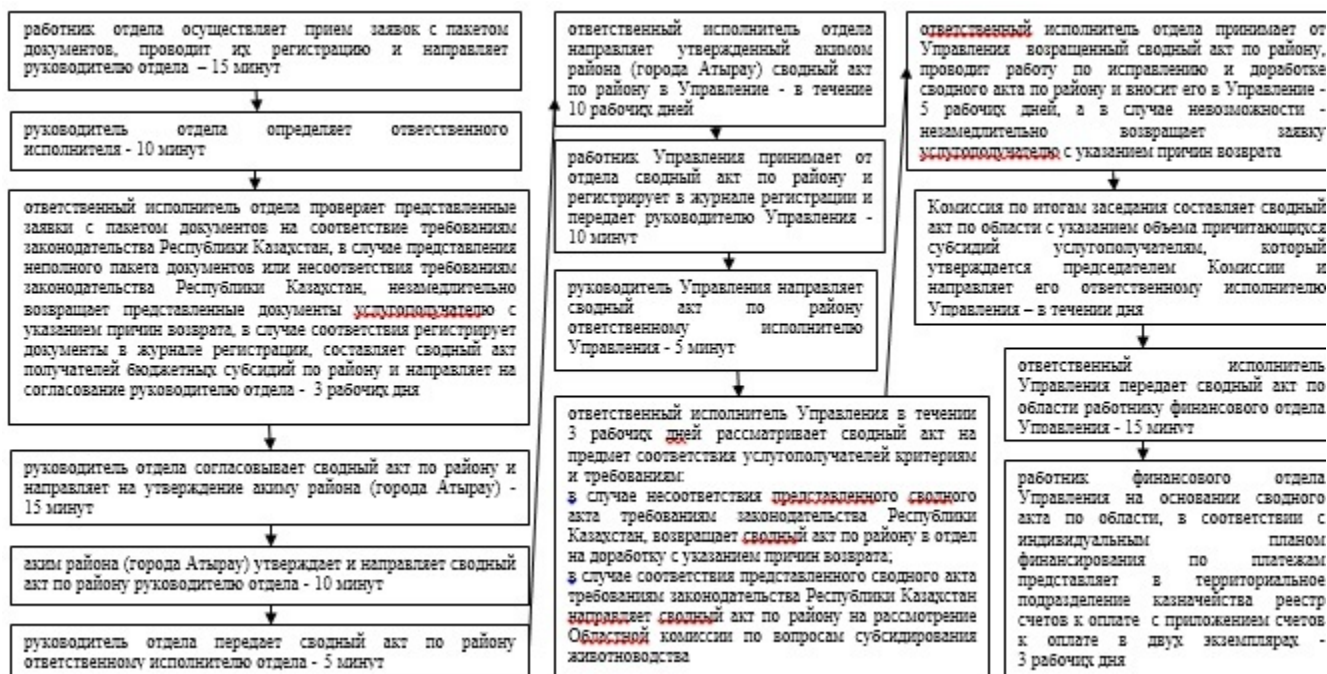 работник отдела осуществляет прием заявок с пакетом
документов, проводит их регистрацию и направляет
руководителю отдела – 15 минут
руководитель отдела определяет ответственного
исполнителя - 10 минут
ответственный исполнитель отдела проверяет представленные
заявки с пакетом документов на соответствие требованиям
законодательства Республики Казахстан, в случае представления
неполного пакета документов или несоответствия требованиям
законодательства Республики Казахстан, незамедлительно
возвращает представленные документы услугополучателю с
указанием причин возврата, в случае соответствия регистрирует
документы в журнале регистрации, составляет сводный акт
получателей бюджетных субсидий по району и направляет на
согласование руководителю отдела - 3 рабочих дня
руководитель отдела согласовывает сводный акт по району и
направляет на утверждение акиму района (города Атырау) -
15 минут
аким района (города Атырау) утверждает и направляет сводный
акт по району руководителю отдела - 10 минут
руководитель отдела передает сводный акт по району
ответственному исполнителю отдела - 5 минут
ответственный исполнитель отдела
направляет утвержденный акимом
района (города Атырау) сводный акт
по району в Управление - в течение
10 рабочих дней
работник Управления принимает от
отдела сводный акт по району и
регистрирует в журнале регистрации и
передает руководителю Управления -
10 минут
руководитель Управления направляет
сводный акт по району
ответственному исполнителю
Управления - 5 минут
ответственный исполнитель Управления в течении
3 рабочих дней рассматривает сводный акт на
предмет соответствия услугополучателей критериям
и требованиям:
в случае несоответствия представленного сводного
акта требованиям законодательства Республики
Казахстан, возвращает сводный акт по району в отдел
на доработку с указанием причин возврата;
в случае соответствия представленного сводного акта
требованиям законодательства Республики Казахстан
направляет сводный акт по району на рассмотрение
Областной комиссии по вопросам субсидирования
животноводства
ответственный исполнитель отдела принимает от
Управления возращенный сводный акт по району,
проводит работу по исправлению и доработке
сводного акта по району и вносит его в Управление -
5 рабочих дней, а в случае невозможности -
незамедлительно возвращает заявку
услугополучателю с указанием причин возврата
Комиссия по итогам заседания составляет сводный
акт по области с указанием объема причитающихся
субсидий услугополучателям, который
утверждается председателем Комиссии и
направляет его ответственному исполнителю
Управления – в течении дня
ответственный исполнитель
Управления передает сводный акт по
области работнику финансового отдела
Управления - 15 минут
работник финансового отдела
Управления на основании сводного
акта по области, в соответствии с
индивидуальным планом
финансирования по платежам
представляет в территориальное
подразделение казначейства реестр
счетов к оплате с приложением счетов
к оплате в двух экземплярах -
3 рабочих дня